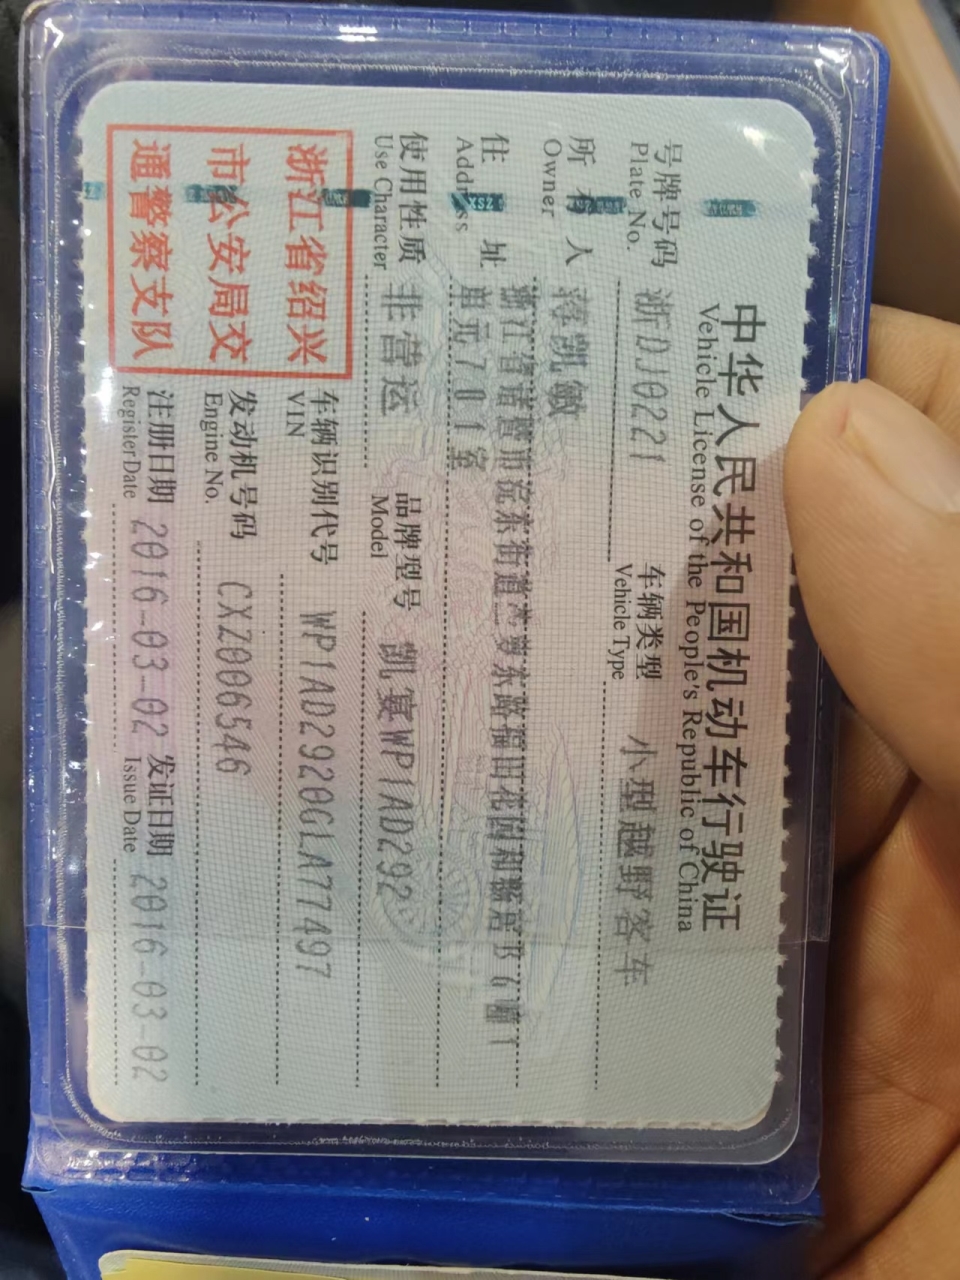 中华人民共和国机动车行驶证
Vehicle License of the People's Republic of China
号牌号码 浙DJ0221 车辆类型 小型越野客车
Plate No. Vehicle Type
所有人 蒋凯敏
Owner
住址 浙江省诸暨市浣东街道 东路福田花园和 居B6幢1
Address 单元701室
使用性质 非营运 品牌型号 凯宴WP1AD292
Use Character Model
浙江省绍兴
市公安局交
通警察支队
车辆识别代号 WP1AD2920GLA77497
VIN
发动机号码 CXZ006546
Engine No.
注册日期 2016-03-02 发证日期 2016-03-02
Register Date Issue Date
XSZ